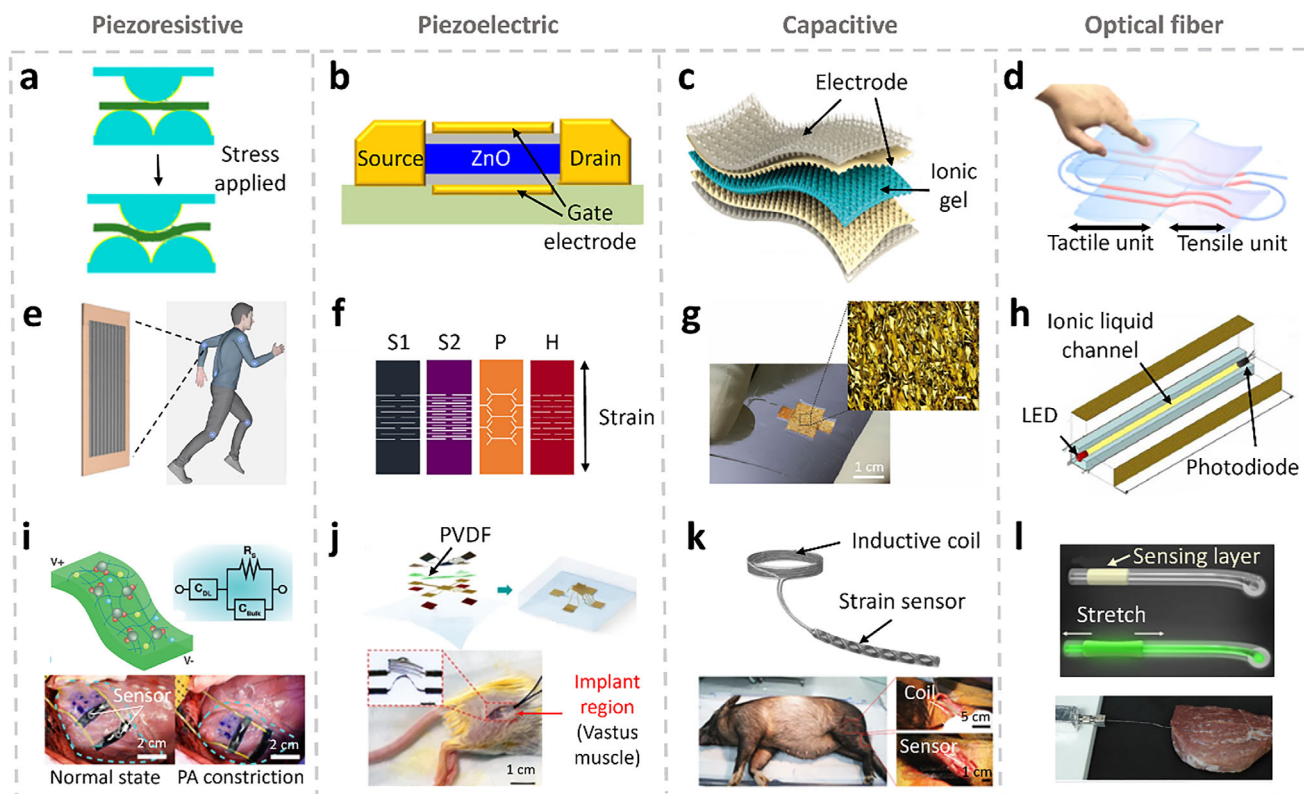 Piezoresistive
Piezoelectric
Capacitive
Optical fiber
a
Stress
applied
b
Source
ZnO
Drain
Gate
electrode
c
Electrode
Ionic
gel
d
Tactile unit
Tensile unit
e
f
S1
S2
P
H
Strain
g
1 cm
h
Ionic liquid
channel
LED
Photodiode
i
V+
V-
Rs
CDL
CBulk
Sensor
2 cm
2 cm
Normal state
PA constriction
j
PVDF
Implant
region
(Vastus
muscle)
1 cm
k
Inductive coil
Strain sensor
Coil
5 cm
Sensor
1 cm
l
Sensing layer
Stretch